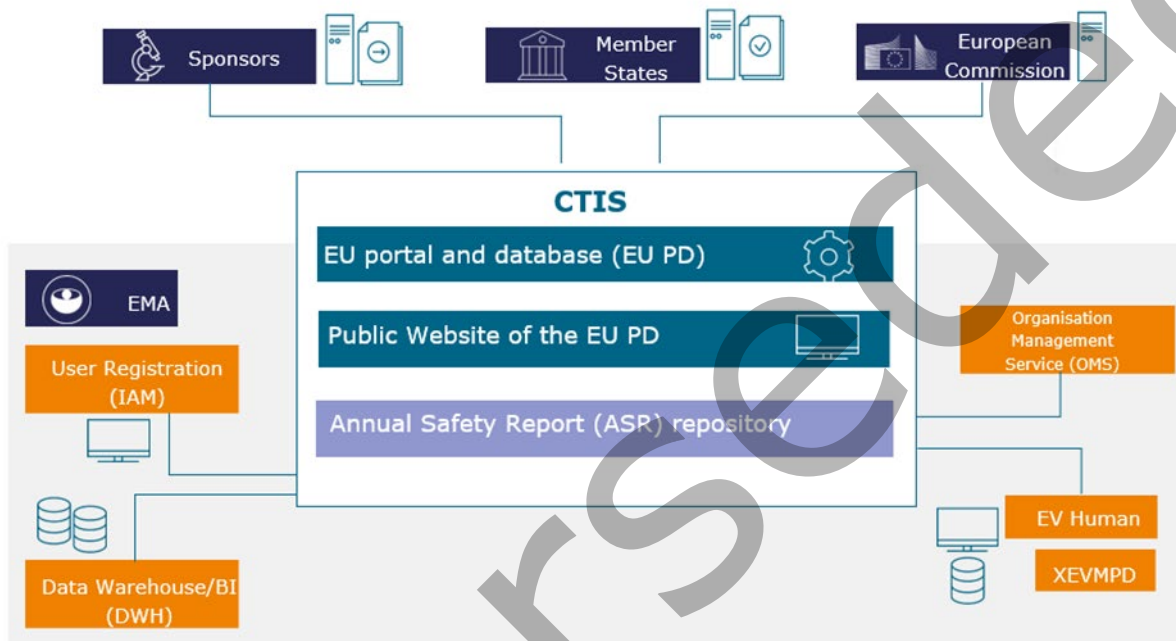 Sponsors
Member
States
European
Commission
CTIS
EU portal and database (EU PD)
Public Website of the EU PD
Annual Safety Report (ASR) repository
EMA
User Registration
(IAM)
Data Warehouse/BI
(DWH)
Organisation
Management
Service (OMS)
EV Human
XEVMPD
rsede